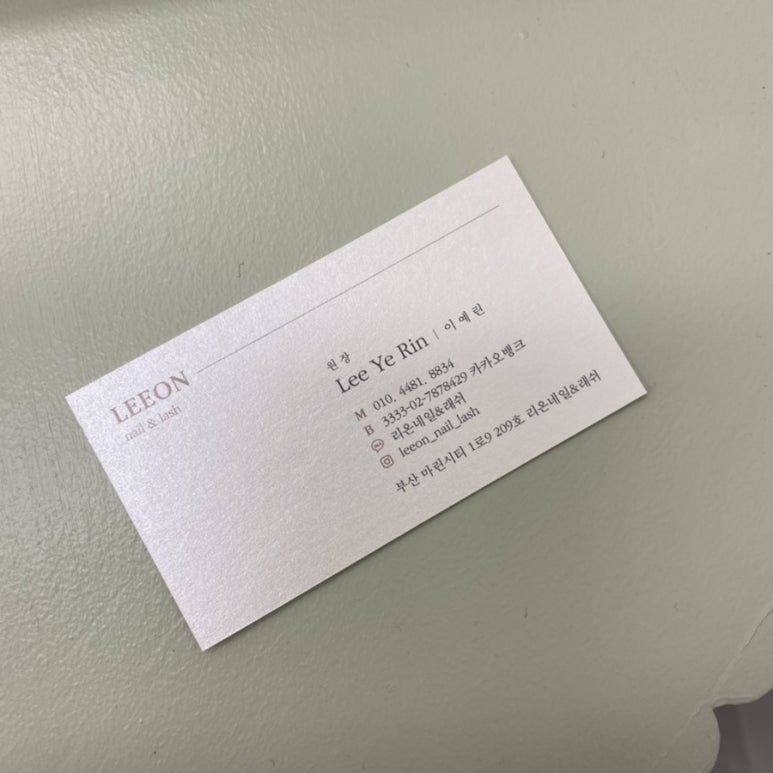 LEEON
_nail & lash
원장
Lee Ye Rin | 이예린
M 010. 4481. 8834
B 3333-02-7878429 카카오뱅크
리온네일&래쉬
leeon_nail_lash
부산 마린시티 1로9 209호 리온네일&래쉬